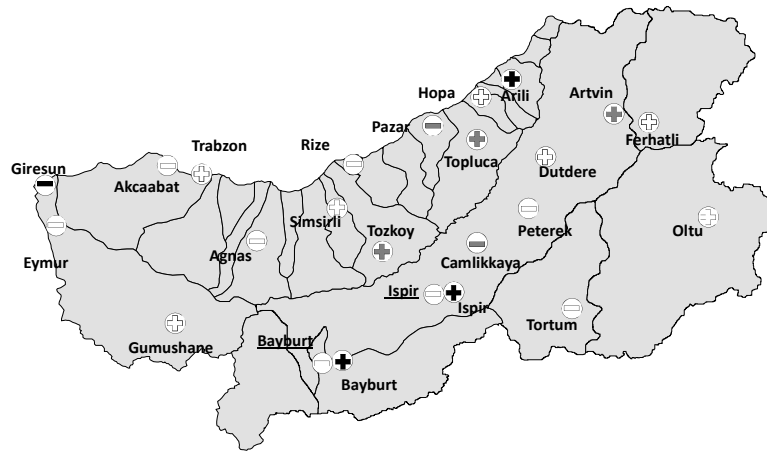 Hopa
Arili
Artvin
Pazar
Ferhatli
Rize
Trabzon
Topluca
Giresun
Akcaabat
Dutdere
Simsirli
Peterek
Oltu
Tozkoy
Agnas
Eymur
Camlikkaya
Ispir
Ispir
Tortum
Gumushane
Bayburt
Bayburt